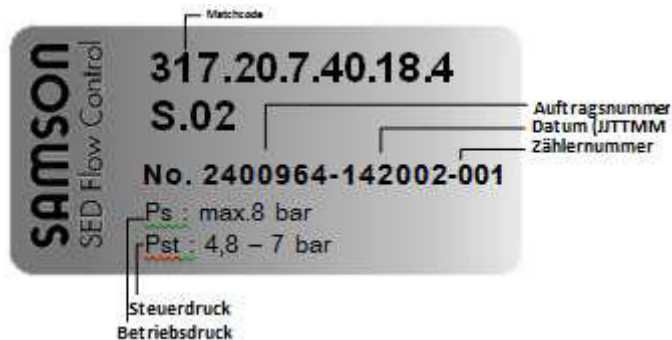 Matchcode
SAMSON
SED Flow Control
317.20.7.40.18.4
S.02
No. 2400964-142002-001
Ps : max.8 bar
Pst : 4,8 – 7 bar
Auftragsnummer
Datum (JJTTMM
Zählernummer
Steuerdruck
Betriebsdruck